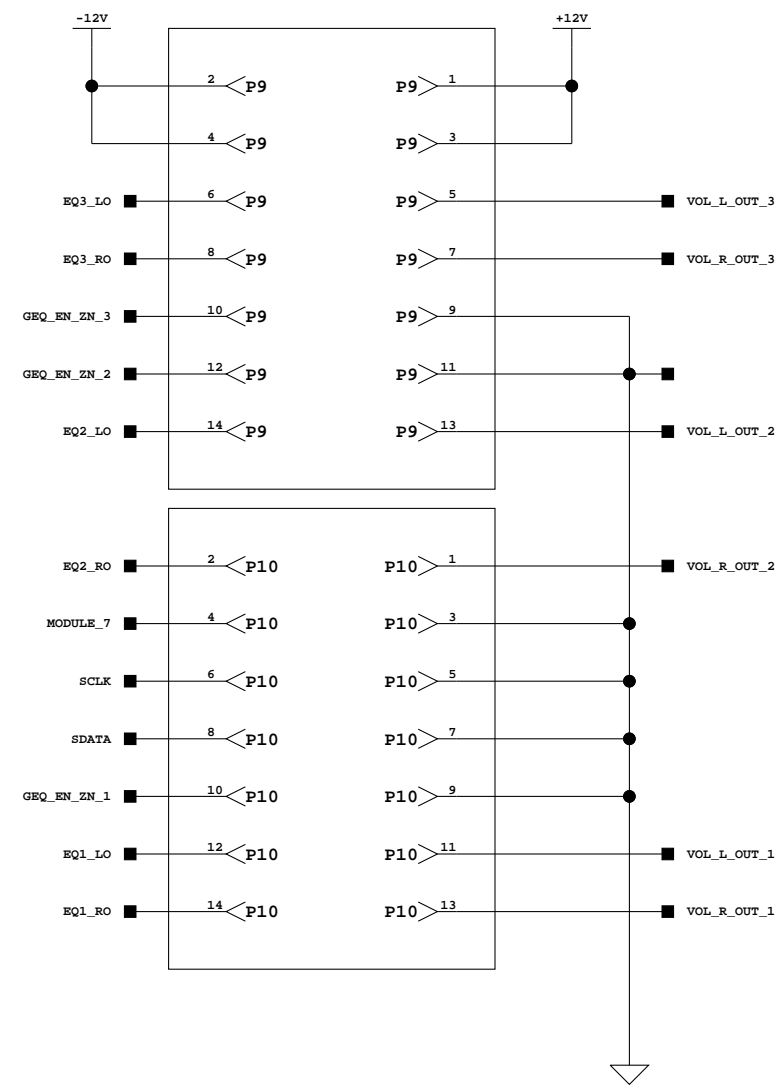 -12V +12V
2 P9 P9 1
4 P9 P9 3
EQ3_LO 6 P9 P9 5 VOL_L_OUT_3
EQ3_RO 8 P9 P9 7 VOL_R_OUT_3
GEQ_EN_ZN_3 10 P9 P9 9
GEQ_EN_ZN_2 12 P9 P9 11
EQ2_LO 14 P9 P9 13 VOL_L_OUT_2
EQ2_RO 2 P10 P10 1 VOL_R_OUT_2
MODULE_7 4 P10 P10 3
SCLK 6 P10 P10 5
SDATA 8 P10 P10 7
GEQ_EN_ZN_1 10 P10 P10 9
EQ1_LO 12 P10 P10 11 VOL_L_OUT_1
EQ1_RO 14 P10 P10 13 VOL_R_OUT_1